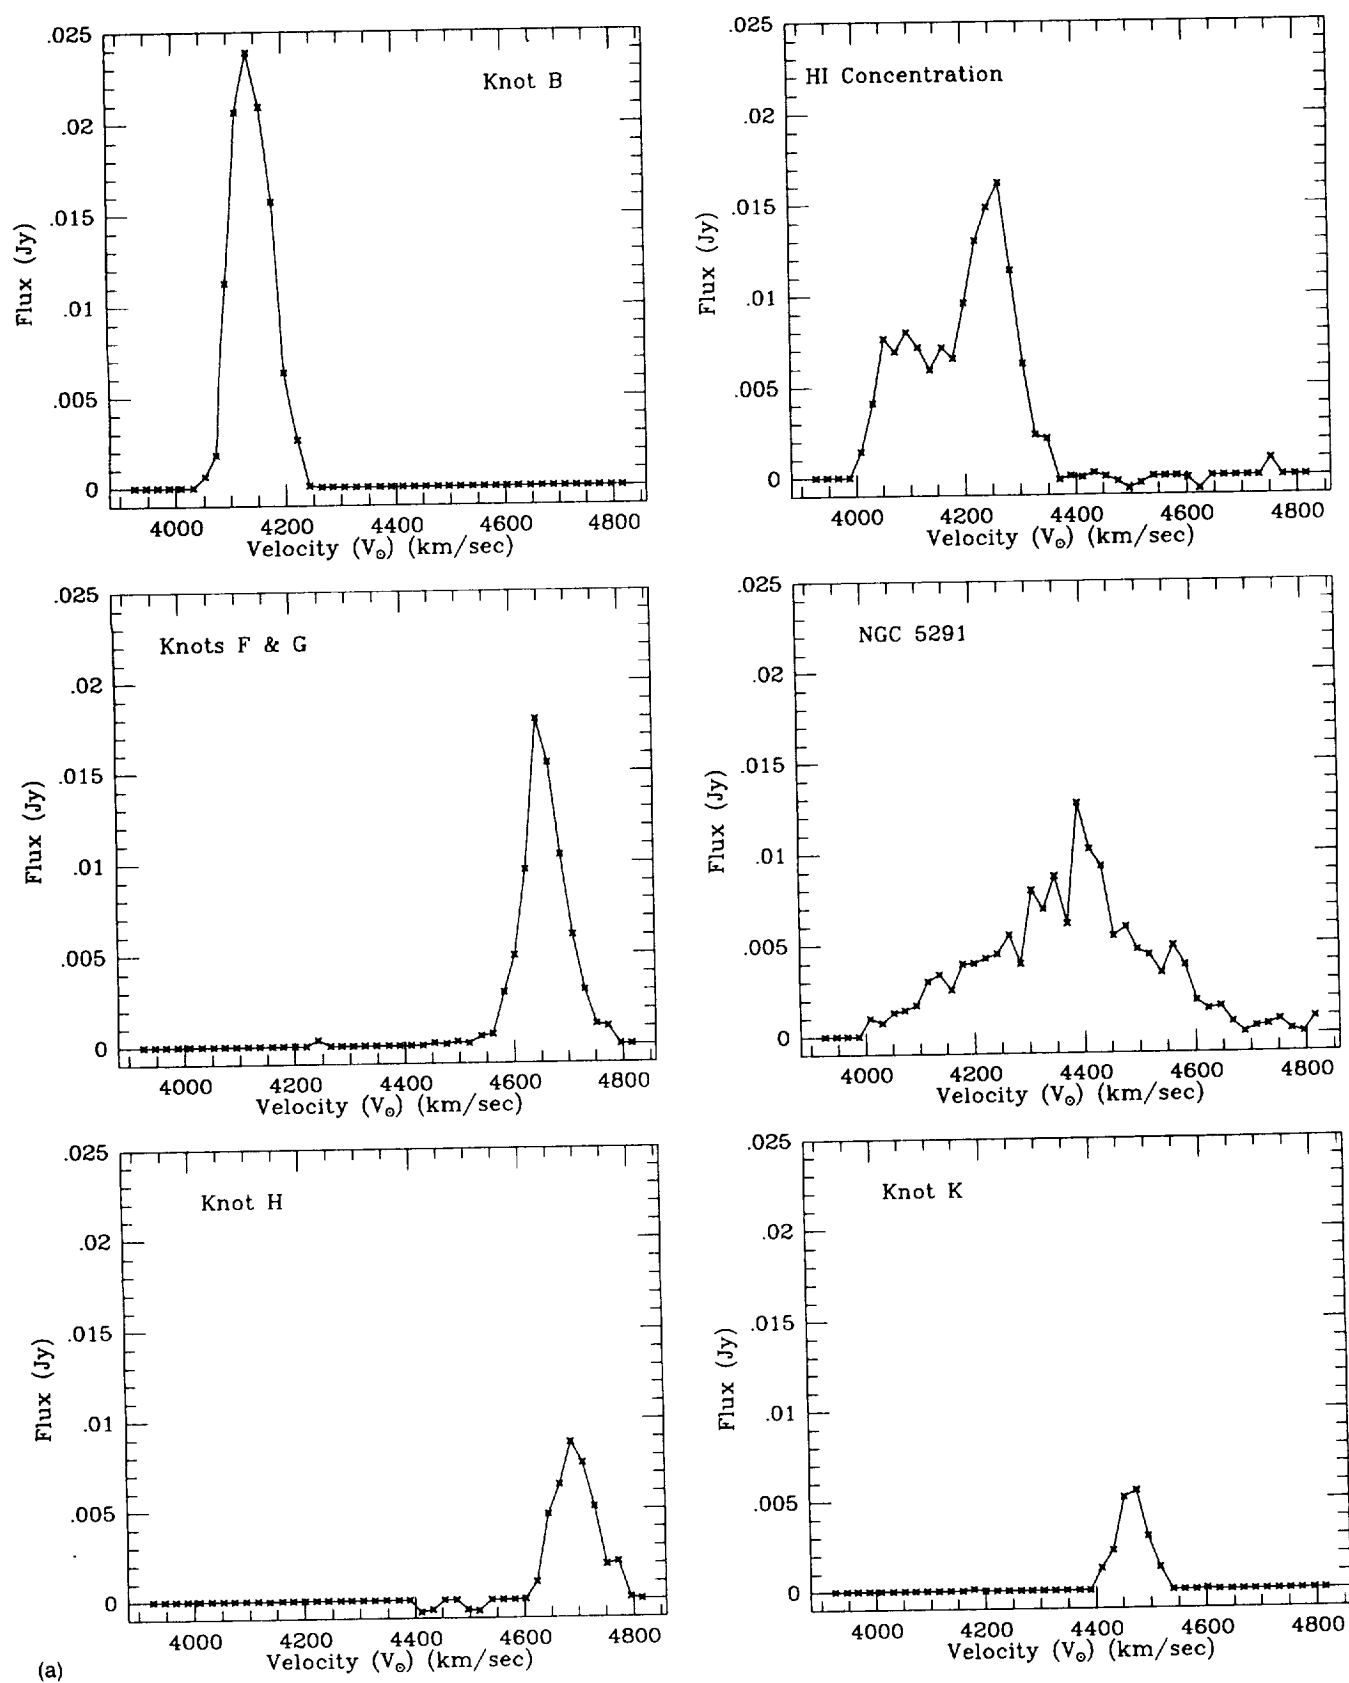 .025
.02
.015
.01
.005
0
Flux (Jy)
Knot B
4000 4200 4400 4600 4800
Velocity (V⊙) (km/sec)
.025
.02
.015
.01
.005
0
Flux (Jy)
HI Concentration
4000 4200 4400 4600 4800
Velocity (V⊙) (km/sec)
.025
.02
.015
.01
.005
0
Flux (Jy)
Knots F & G
4000 4200 4400 4600 4800
Velocity (V⊙) (km/sec)
.025
.02
.015
.01
.005
0
Flux (Jy)
NGC 5291
4000 4200 4400 4600 4800
Velocity (V⊙) (km/sec)
.025
.02
.015
.01
.005
0
Flux (Jy)
Knot H
4000 4200 4400 4600 4800
Velocity (V⊙) (km/sec)
.025
.02
.015
.01
.005
0
Flux (Jy)
Knot K
4000 4200 4400 4600 4800
Velocity (V⊙) (km/sec)
(a)